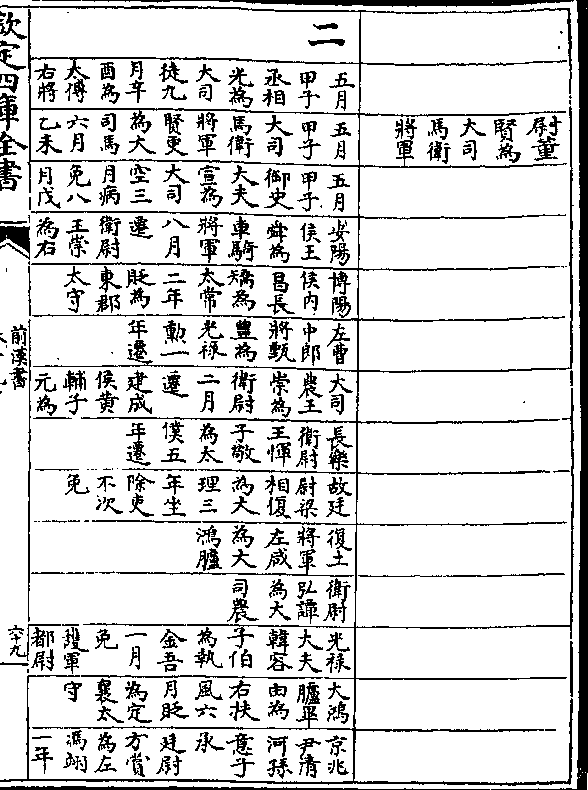 尉董
賢為
大司
馬衛
將軍
二
五月
甲子
丞相
光為
大司
徒九
月辛
酉為
太傅
右將
五月
甲子
大司
馬衛
將軍
賢更
為大
司馬
六月
乙未
五月
甲子
御史
大夫
宣為
大司
空三
月病
免八
月戊
安陽
侯王
舜為
車騎
將軍
八月
遷
衛尉
王崇
為右
博陽
侯内
昌長
為
太常
二年
貶為
東郡
太守
左曹
中郎
將甄
豐為
光祿
勳一
年遷
大司
農王
崇為
衛尉
二月
遷
建成
侯黃
輔子
元為
長樂
衛尉
王惲
子敬
為太
僕五
年遷
故廷
尉梁
相復
為大
理三
年坐
除吏
不次
免
復土
將軍
左咸
為大
鴻臚
衛尉
弘譚
為大
司農
光祿
大夫
韓容
子伯
為執
金吾
一月
免
護軍
都尉
大鴻
臚畢
由為
右扶
風六
月貶
為定
襄太
守
京兆
尹清
河孫
意子
承
廷尉
方賞
為左
馮翊
一年
欽定四庫全書
前漢書
六十九